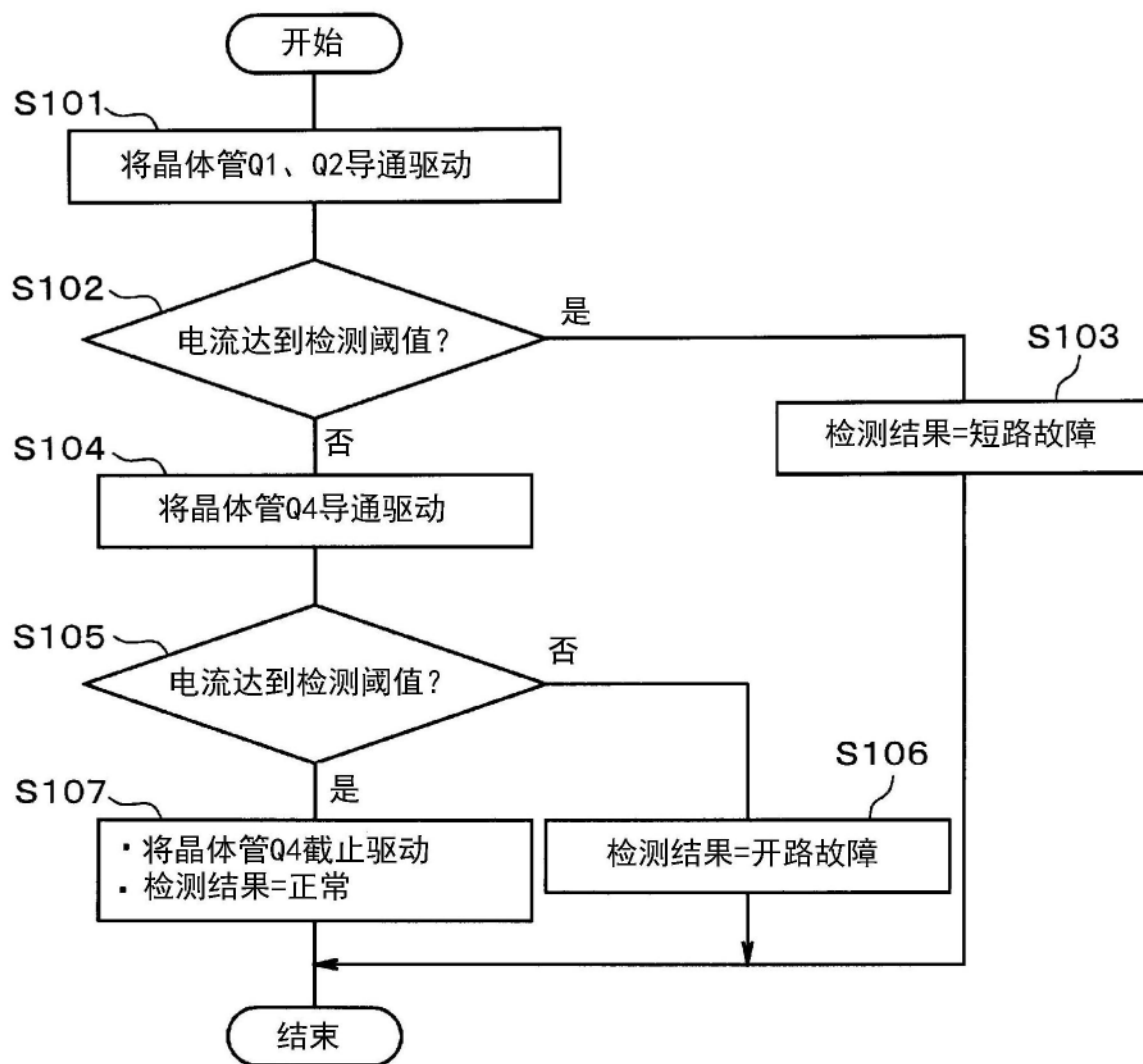 开始
S101
将晶体管Q1、Q2导通驱动
S102
电流达到检测阈值?
是
S103
检测结果=短路故障
否
S104
将晶体管Q4导通驱动
S105
电流达到检测阈值?
否
S106
检测结果=开路故障
是
S107
·将晶体管Q4截止驱动
·检测结果=正常
结束